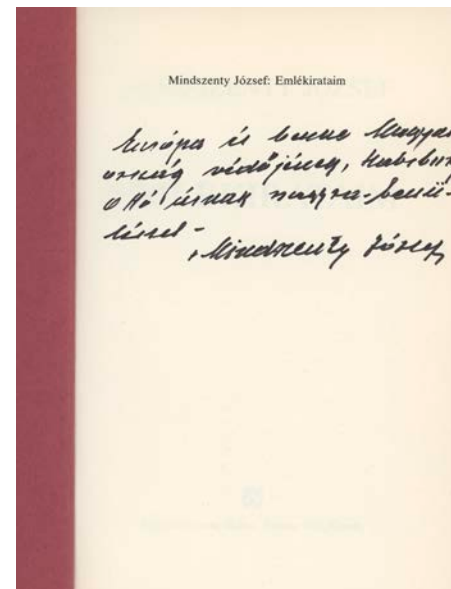 Mindszenty József: Emlékirataim
Európa és benne Magyar
ország védőjének, Habsburg
Ottó úrnak nagyra-becsü-
léssel -
Mindszenty József